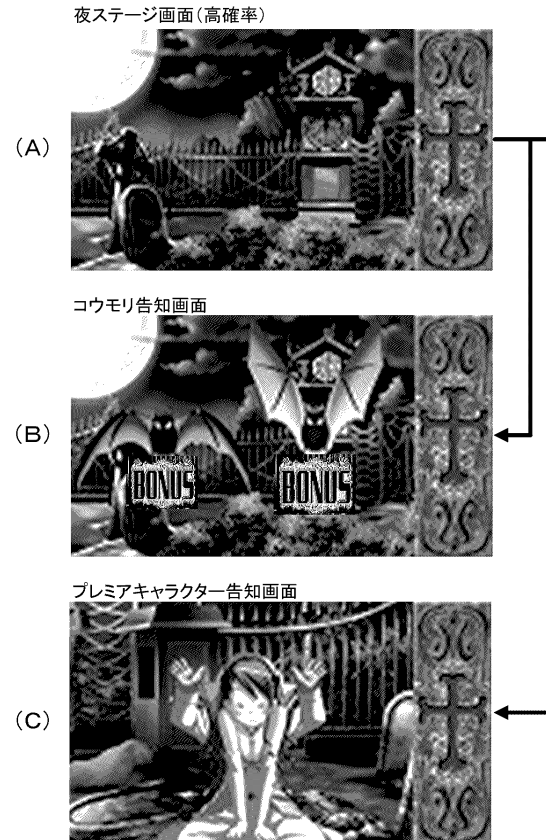 夜ステージ画面(高確率)
(A)
コウモリ告知画面
(B)
BONUS BONUS
プレミアキャラクター告知画面
(C)